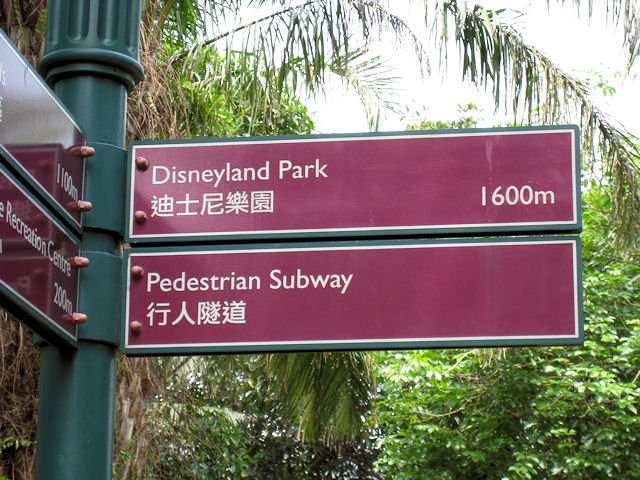 Disneyland Park
迪士尼樂園
1600m
Pedestrian Subway
行人隧道
1100m
Recreation Centre
200m